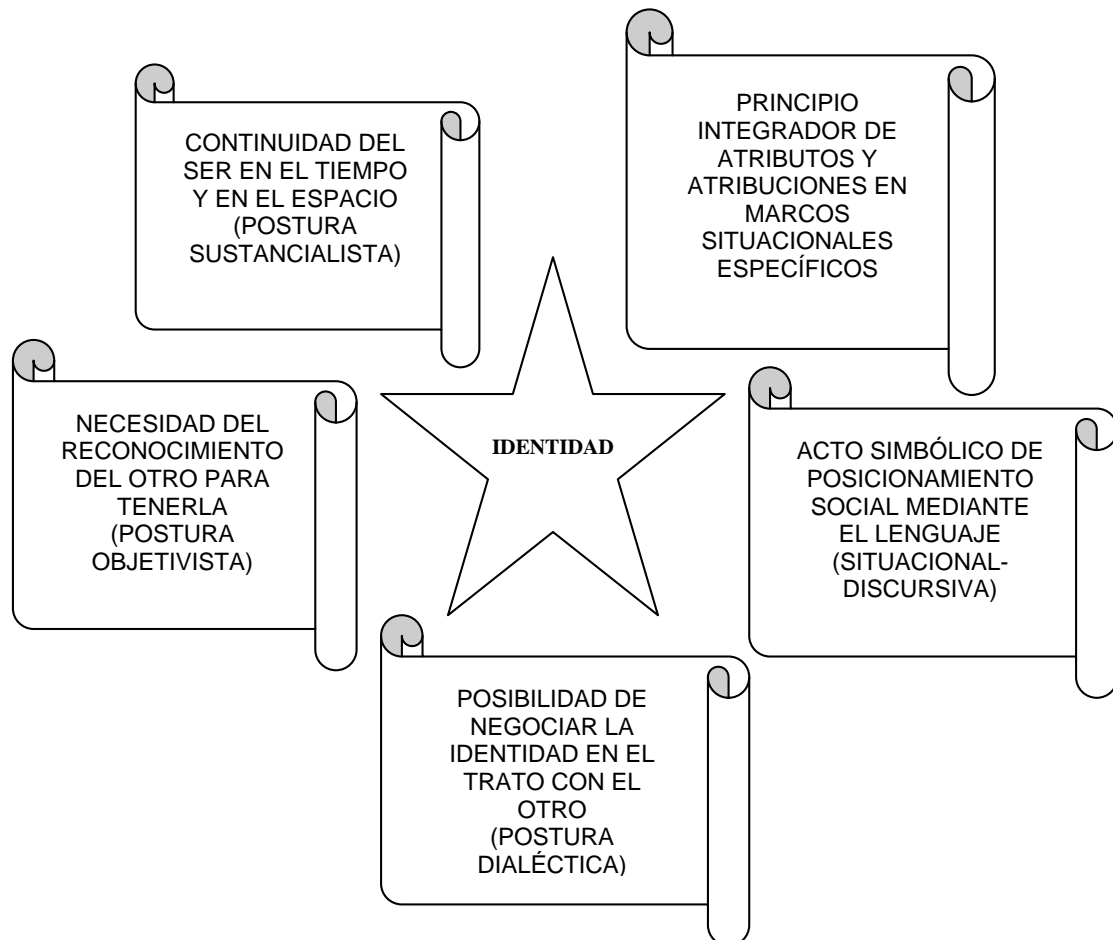 CONTINUIDAD DEL
SER EN EL TIEMPO
Y EN EL ESPACIO
(POSTURA
SUSTANCIALISTA)
PRINCIPIO
INTEGRADOR DE
ATRIBUTOS Y
ATRIBUCIONES EN
MARCOS
SITUACIONALES
ESPECÍFICOS
NECESIDAD DEL
RECONOCIMIENTO
DEL OTRO PARA
TENERLA
(POSTURA
OBJETIVISTA)
IDENTIDAD
ACTO SIMBÓLICO DE
POSICIONAMIENTO
SOCIAL MEDIANTE
EL LENGUAJE
(SITUACIONAL-
DISCURSIVA)
POSIBILIDAD DE
NEGOCIAR LA
IDENTIDAD EN EL
TRATO CON EL
OTRO
(POSTURA
DIALÉCTICA)